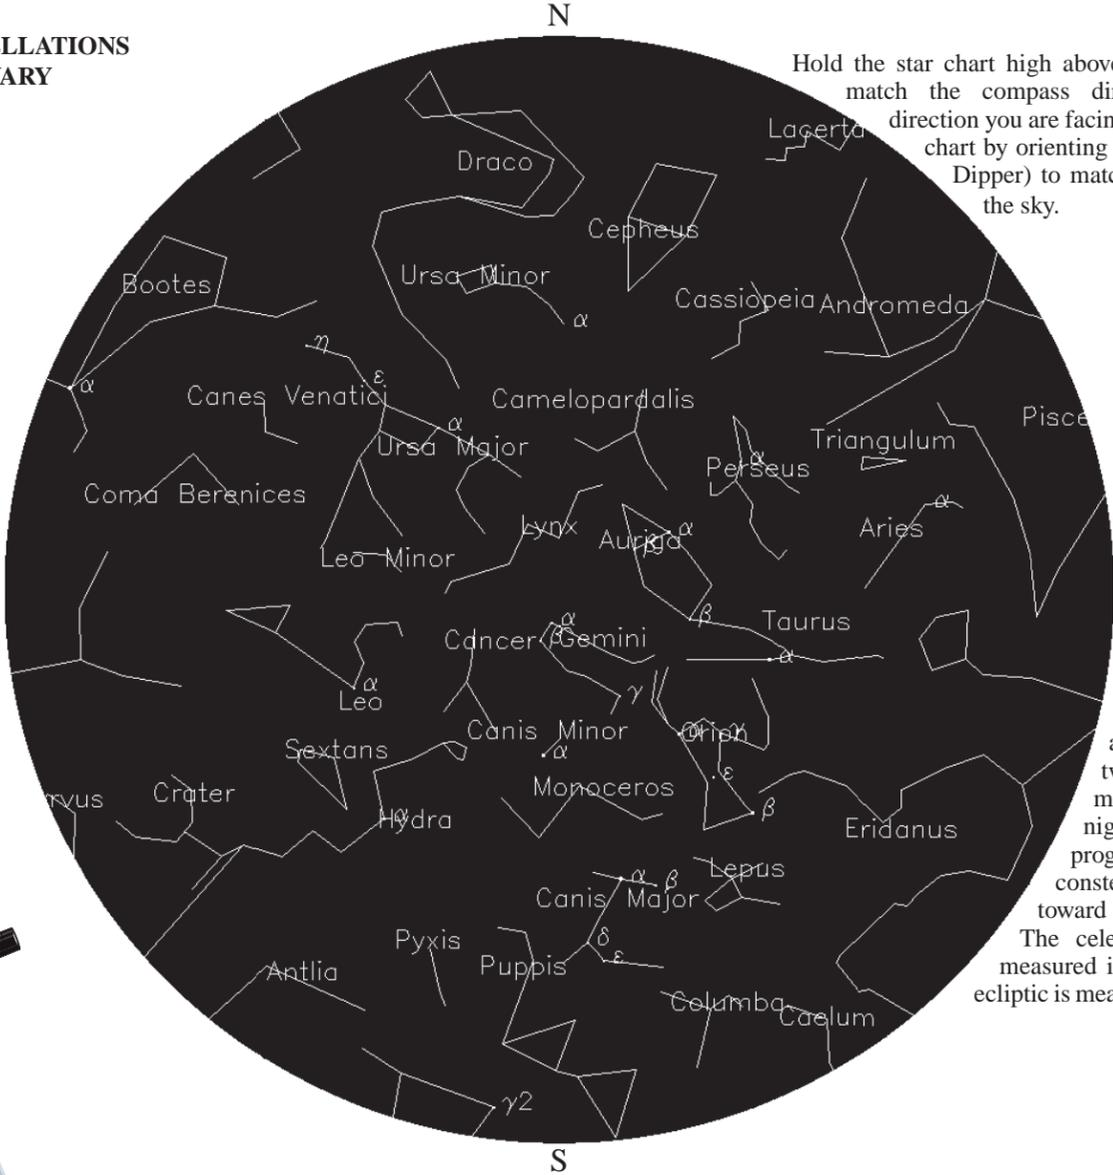 N
ELLATIONS
VARY
Hold the star chart high above
match the compass dir
direction you are facin
chart by orienting
Dipper) to matc
the sky.
Lacerta
Draco
Cepheus
Ursa Minor
Bootes
Cassiopeia
Andromeda
α
η
α
ε
Canes Venatici
Camelopardalis
Pisce
α
Ursa Major
Triangulum
α
Perseus
Coma Berenices
α
Lynx
Aries
α
Auriga
β
Leo Minor
α
β
Taurus
Cancer
β
Gemini
α
α
γ
Leo
Canis Minor
α
γ
Orion
Sextans
α
ε
Monoceros
Crater
rvus
β
α
Hydra
Eridanus
Lepus
α
β
Canis Major
δ
Pyxis
ε
Puppis
Antlia
Columba
Caelum
γ2
a
tv
m
nig
prog
conste
toward
The cele
measured i
ecliptic is mea
S